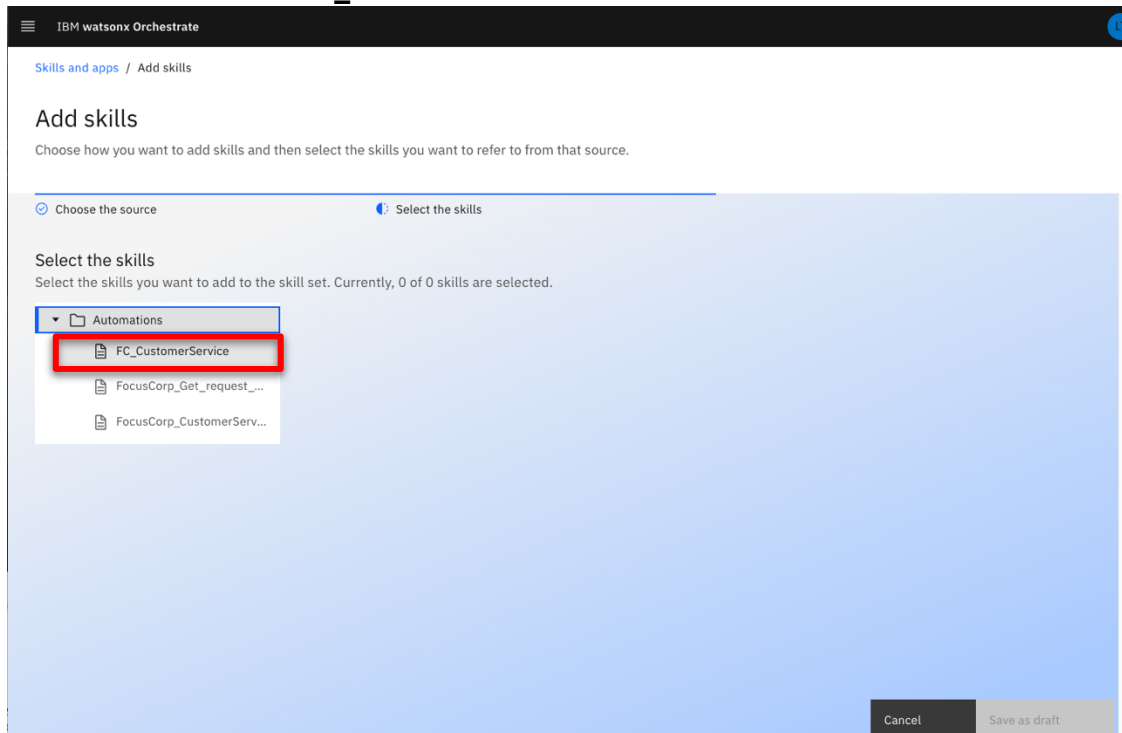 IBM watsonx Orchestrate
Skills and apps / Add skills
Add skills
Choose how you want to add skills and then select the skills you want to refer to from that source.
Choose the source
Select the skills
Select the skills
Select the skills you want to add to the skill set. Currently, 0 of 0 skills are selected.
Automations
FC_CustomerService
FocusCorp_Get_request_...
FocusCorp_CustomerServ...
Cancel
Save as draft